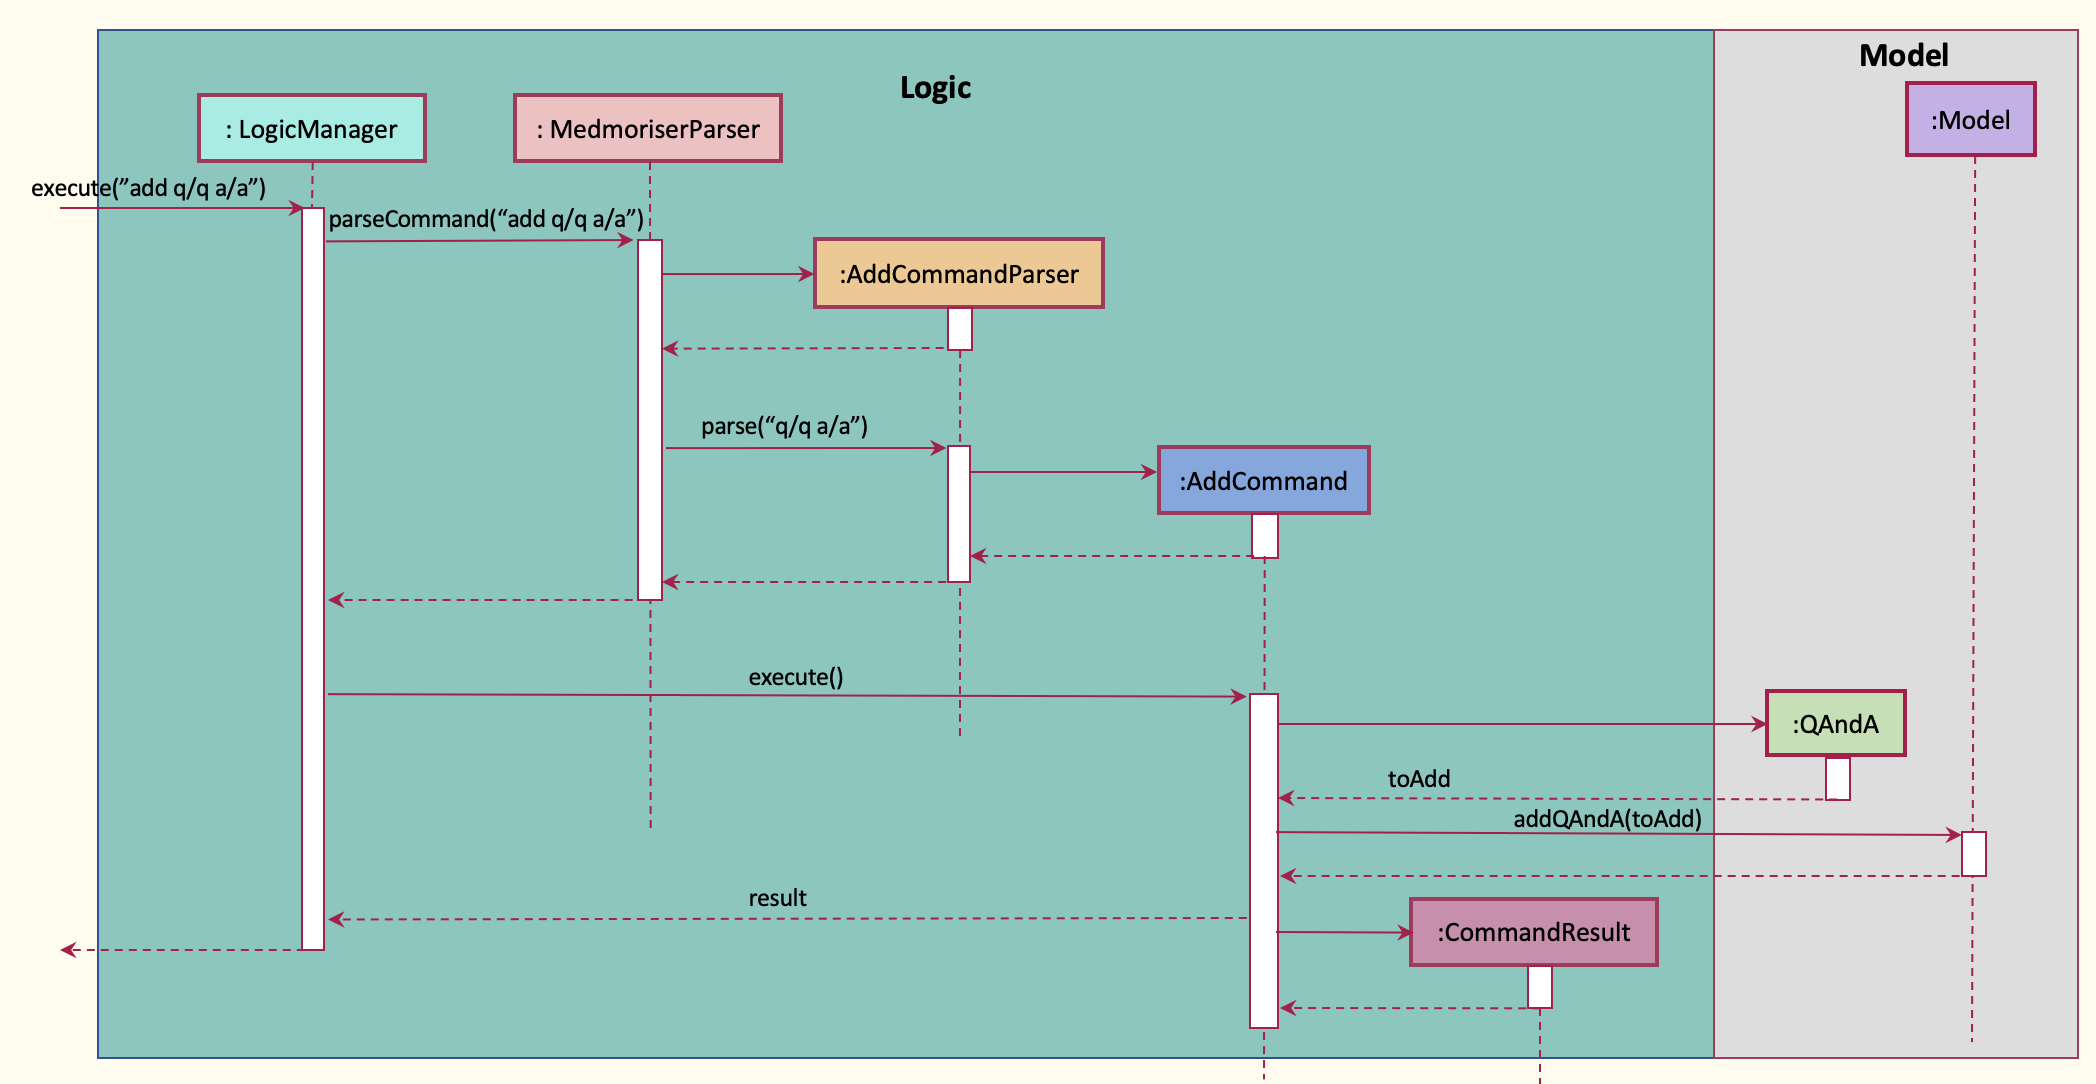 Model
Logic
:Model
: LogicManager
: MedmoriserParser
execute(”add q/q a/a”)
parseCommand(“add q/q a/a”)
:AddCommandParser
parse(“q/q a/a”)
:AddCommand
execute()
:QAndA
toAdd
addQAndA(toAdd)
result
:CommandResult